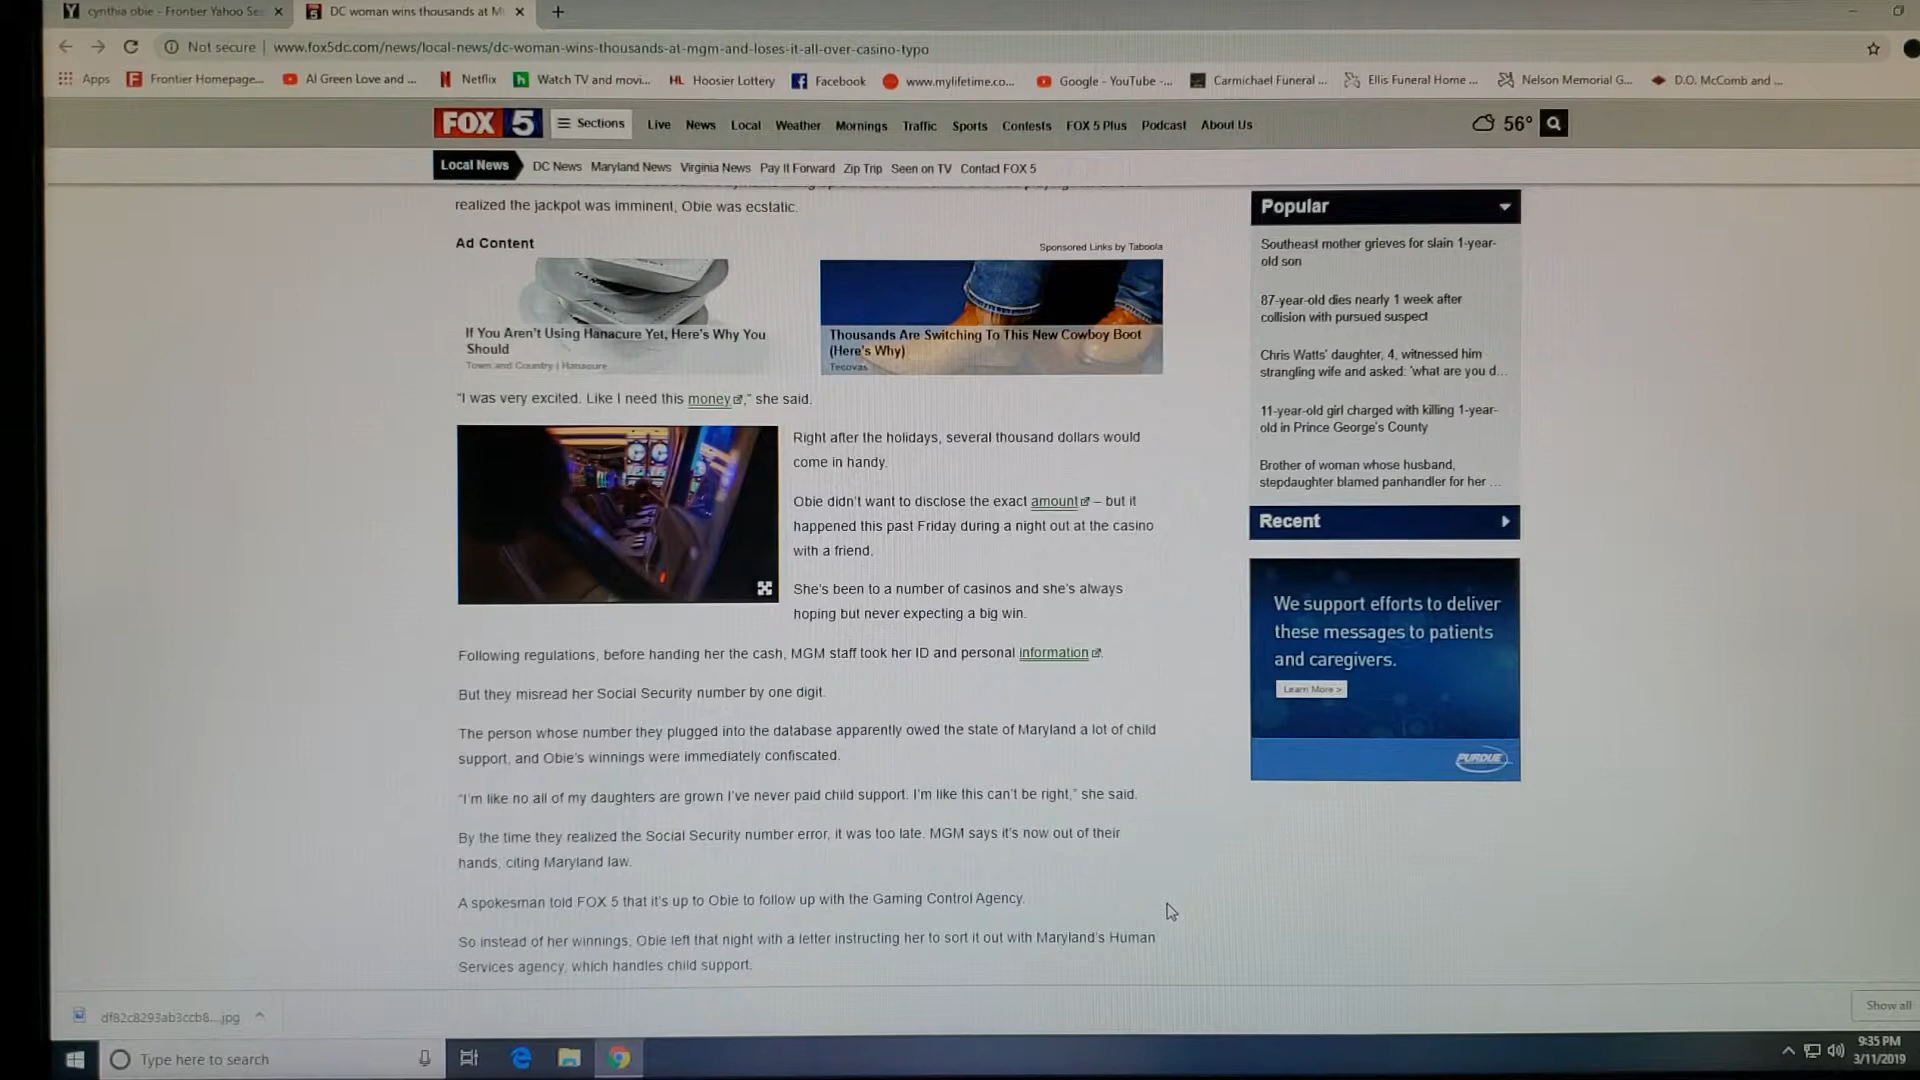 cynthia obie - Frontier Yahoo Se
DC woman wins thousands at M
Not secure | www.fox5dc.com/news/local-news/dc-woman-wins-thousands-at-mgm-and-loses-it-all-over-casino-typo
Apps Frontier Homepage... Al Green Love and ... Netflix Watch TV and movi... HL Hoosier Lottery Facebook www.mylifetime.co... Google - YouTube -... Carmichael Funeral ... Ellis Funeral Home ... Nelson Memorial G... D.O. McComb and ...
FOX 5 Sections Live News Local Weather Mornings Traffic Sports Contests FOX 5 Plus Podcast About Us 56°
Local News DC News Maryland News Virginia News Pay It Forward Zip Trip Seen on TV Contact FOX 5
realized the jackpot was imminent, Obie was ecstatic.
Ad Content
Sponsored Links by Taboola
If You Aren't Using Hanacure Yet, Here's Why You
Should
Town and Country | Hanacure
Thousands Are Switching To This New Cowboy Boot
(Here's Why)
Tecovas
"I was very excited. Like I need this money," she said.
Right after the holidays, several thousand dollars would
come in handy.
Obie didn't want to disclose the exact amount – but it
happened this past Friday during a night out at the casino
with a friend.
She's been to a number of casinos and she's always
hoping but never expecting a big win.
Following regulations, before handing her the cash, MGM staff took her ID and personal information.
But they misread her Social Security number by one digit.
The person whose number they plugged into the database apparently owed the state of Maryland a lot of child
support, and Obie's winnings were immediately confiscated.
"I'm like no all of my daughters are grown I've never paid child support. I'm like this can't be right," she said.
By the time they realized the Social Security number error, it was too late. MGM says it's now out of their
hands, citing Maryland law.
A spokesman told FOX 5 that it's up to Obie to follow up with the Gaming Control Agency.
So instead of her winnings, Obie left that night with a letter instructing her to sort it out with Maryland's Human
Services agency, which handles child support.
Popular
Southeast mother grieves for slain 1-year-
old son
87-year-old dies nearly 1 week after
collision with pursued suspect
Chris Watts' daughter, 4, witnessed him
strangling wife and asked: 'what are you d...
11-year-old girl charged with killing 1-year-
old in Prince George's County
Brother of woman whose husband,
stepdaughter blamed panhandler for her ...
Recent
We support efforts to deliver
these messages to patients
and caregivers.
Learn More >
PURDUE
df82c8293ab3ccb8....jpg
Show all
Type here to search
9:35 PM
3/11/2019